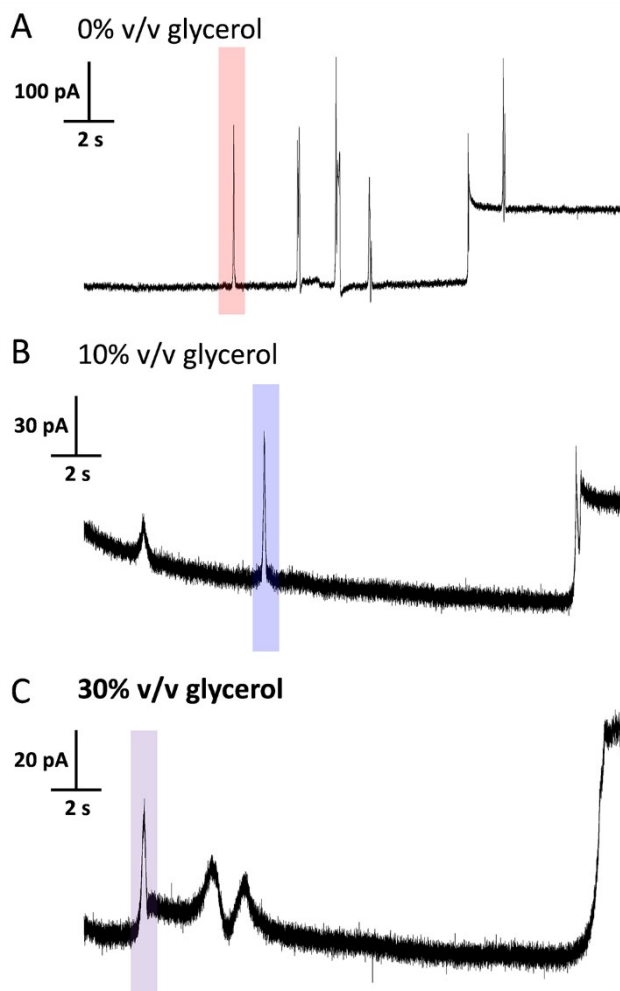 A 0% v/v glycerol
100 pA
2 s
B 10% v/v glycerol
30 pA
2 s
C 30% v/v glycerol
20 pA
2 s